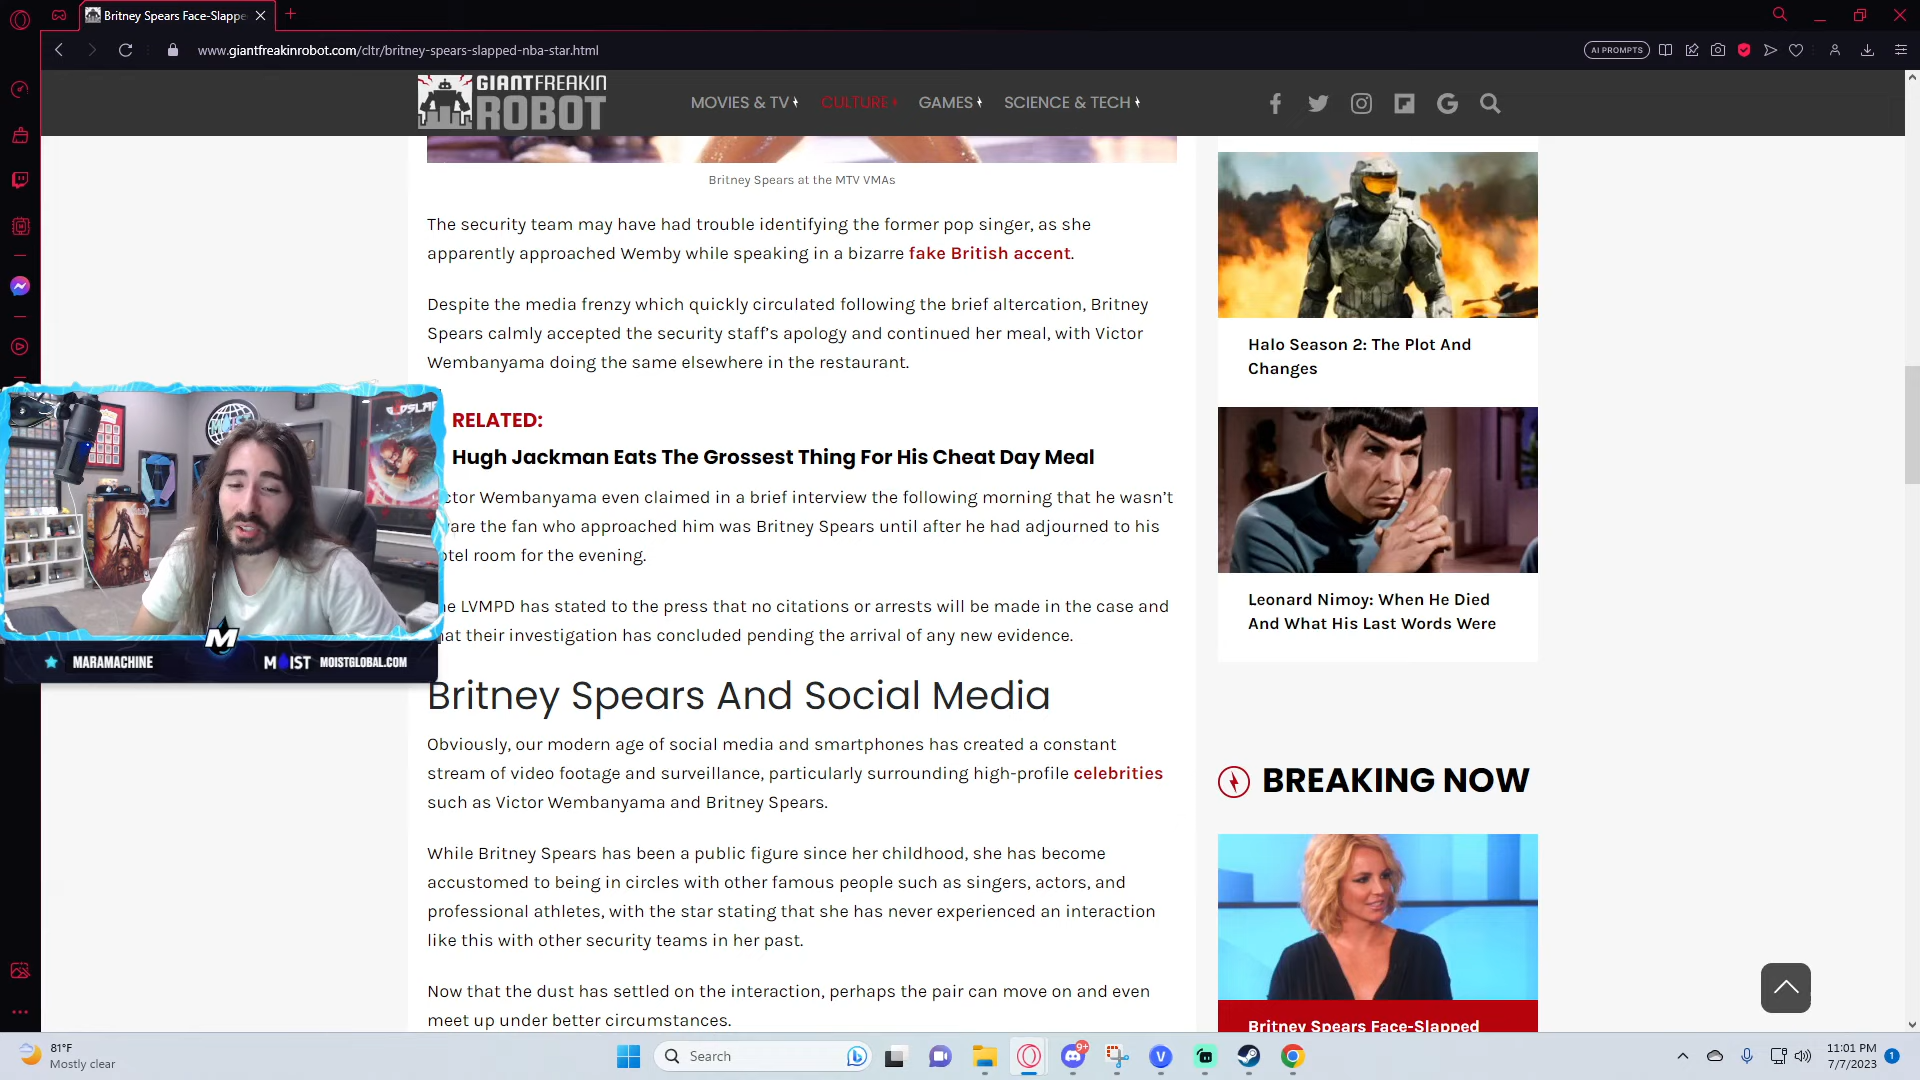 Britney Spears Face-Slappe
www.giantfreakinrobot.com/cltr/britney-spears-slapped-nba-star.html
AI PROMPTS
GIANTFREAKIN
ROBOT
MOVIES & TV
CULTURE
GAMES
SCIENCE & TECH
Britney Spears at the MTV VMAs
The security team may have had trouble identifying the former pop singer, as she
apparently approached Wemby while speaking in a bizarre fake British accent.
Despite the media frenzy which quickly circulated following the brief altercation, Britney
Spears calmly accepted the security staff's apology and continued her meal, with Victor
Wembanyama doing the same elsewhere in the restaurant.
RELATED:
Hugh Jackman Eats The Grossest Thing For His Cheat Day Meal
ctor Wembanyama even claimed in a brief interview the following morning that he wasn't
are the fan who approached him was Britney Spears until after he had adjourned to his
otel room for the evening.
e LVMPD has stated to the press that no citations or arrests will be made in the case and
at their investigation has concluded pending the arrival of any new evidence.
Britney Spears And Social Media
Obviously, our modern age of social media and smartphones has created a constant
stream of video footage and surveillance, particularly surrounding high-profile celebrities
such as Victor Wembanyama and Britney Spears.
While Britney Spears has been a public figure since her childhood, she has become
accustomed to being in circles with other famous people such as singers, actors, and
professional athletes, with the star stating that she has never experienced an interaction
like this with other security teams in her past.
Now that the dust has settled on the interaction, perhaps the pair can move on and even
meet up under better circumstances.
Halo Season 2: The Plot And
Changes
Leonard Nimoy: When He Died
And What His Last Words Were
BREAKING NOW
Britney Spears Face-Slapped
M
MARAMACHINE
MOIST
MOISTGLOBAL.COM
81°F
Mostly clear
Search
9+
11:01 PM
7/7/2023
1